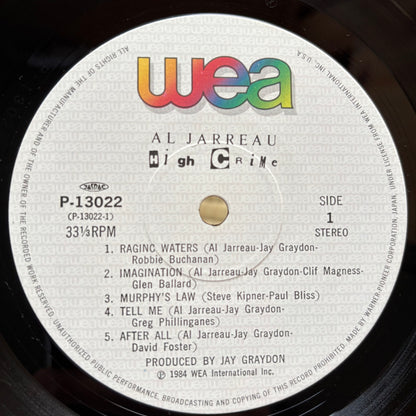 wea
AL JARREAU
High Crime
JASRAC
P-13022
(P-13022-1)
33⅓RPM
SIDE
1
STEREO
1. RAGING WATERS (Al Jarreau-Jay Graydon-
Robbie Buchanan)
2. IMAGINATION (Al Jarreau-Jay Graydon-Clif Magness-
Glen Ballard)
3. MURPHY'S LAW (Steve Kipner-Paul Bliss)
4. TELL ME (Al Jarreau-Jay Graydon-
Greg Phillinganes)
5. AFTER ALL (Al Jarreau-Jay Graydon-
David Foster)
PRODUCED BY JAY GRAYDON
Ⓟ 1984 WEA International Inc.
ALL RIGHTS OF THE MANUFACTURER AND OF THE OWNER OF THE RECORDED WORK RESERVED. UNAUTHORIZED PUBLIC PERFORMANCE, BROADCASTING AND COPYING OF THIS RECORD PROHIBITED. MADE BY WARNER-PIONEER CORPORATION, JAPAN, UNDER LICENSE FROM WEA INTERNATIONAL INC., U.S.A.